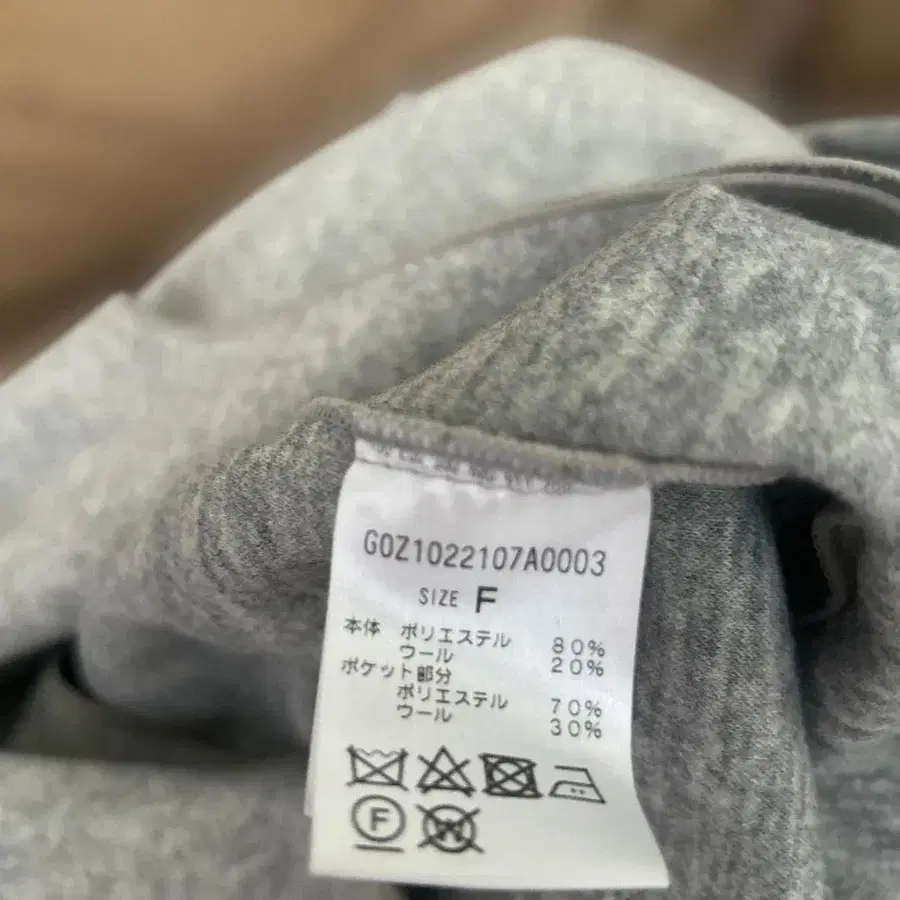 G0Z1022107A0003
SIZE F
本体 ポリエステル 80%
ウール 20%
ポケット部分
ポリエステル 70%
ウール 30%
F
W